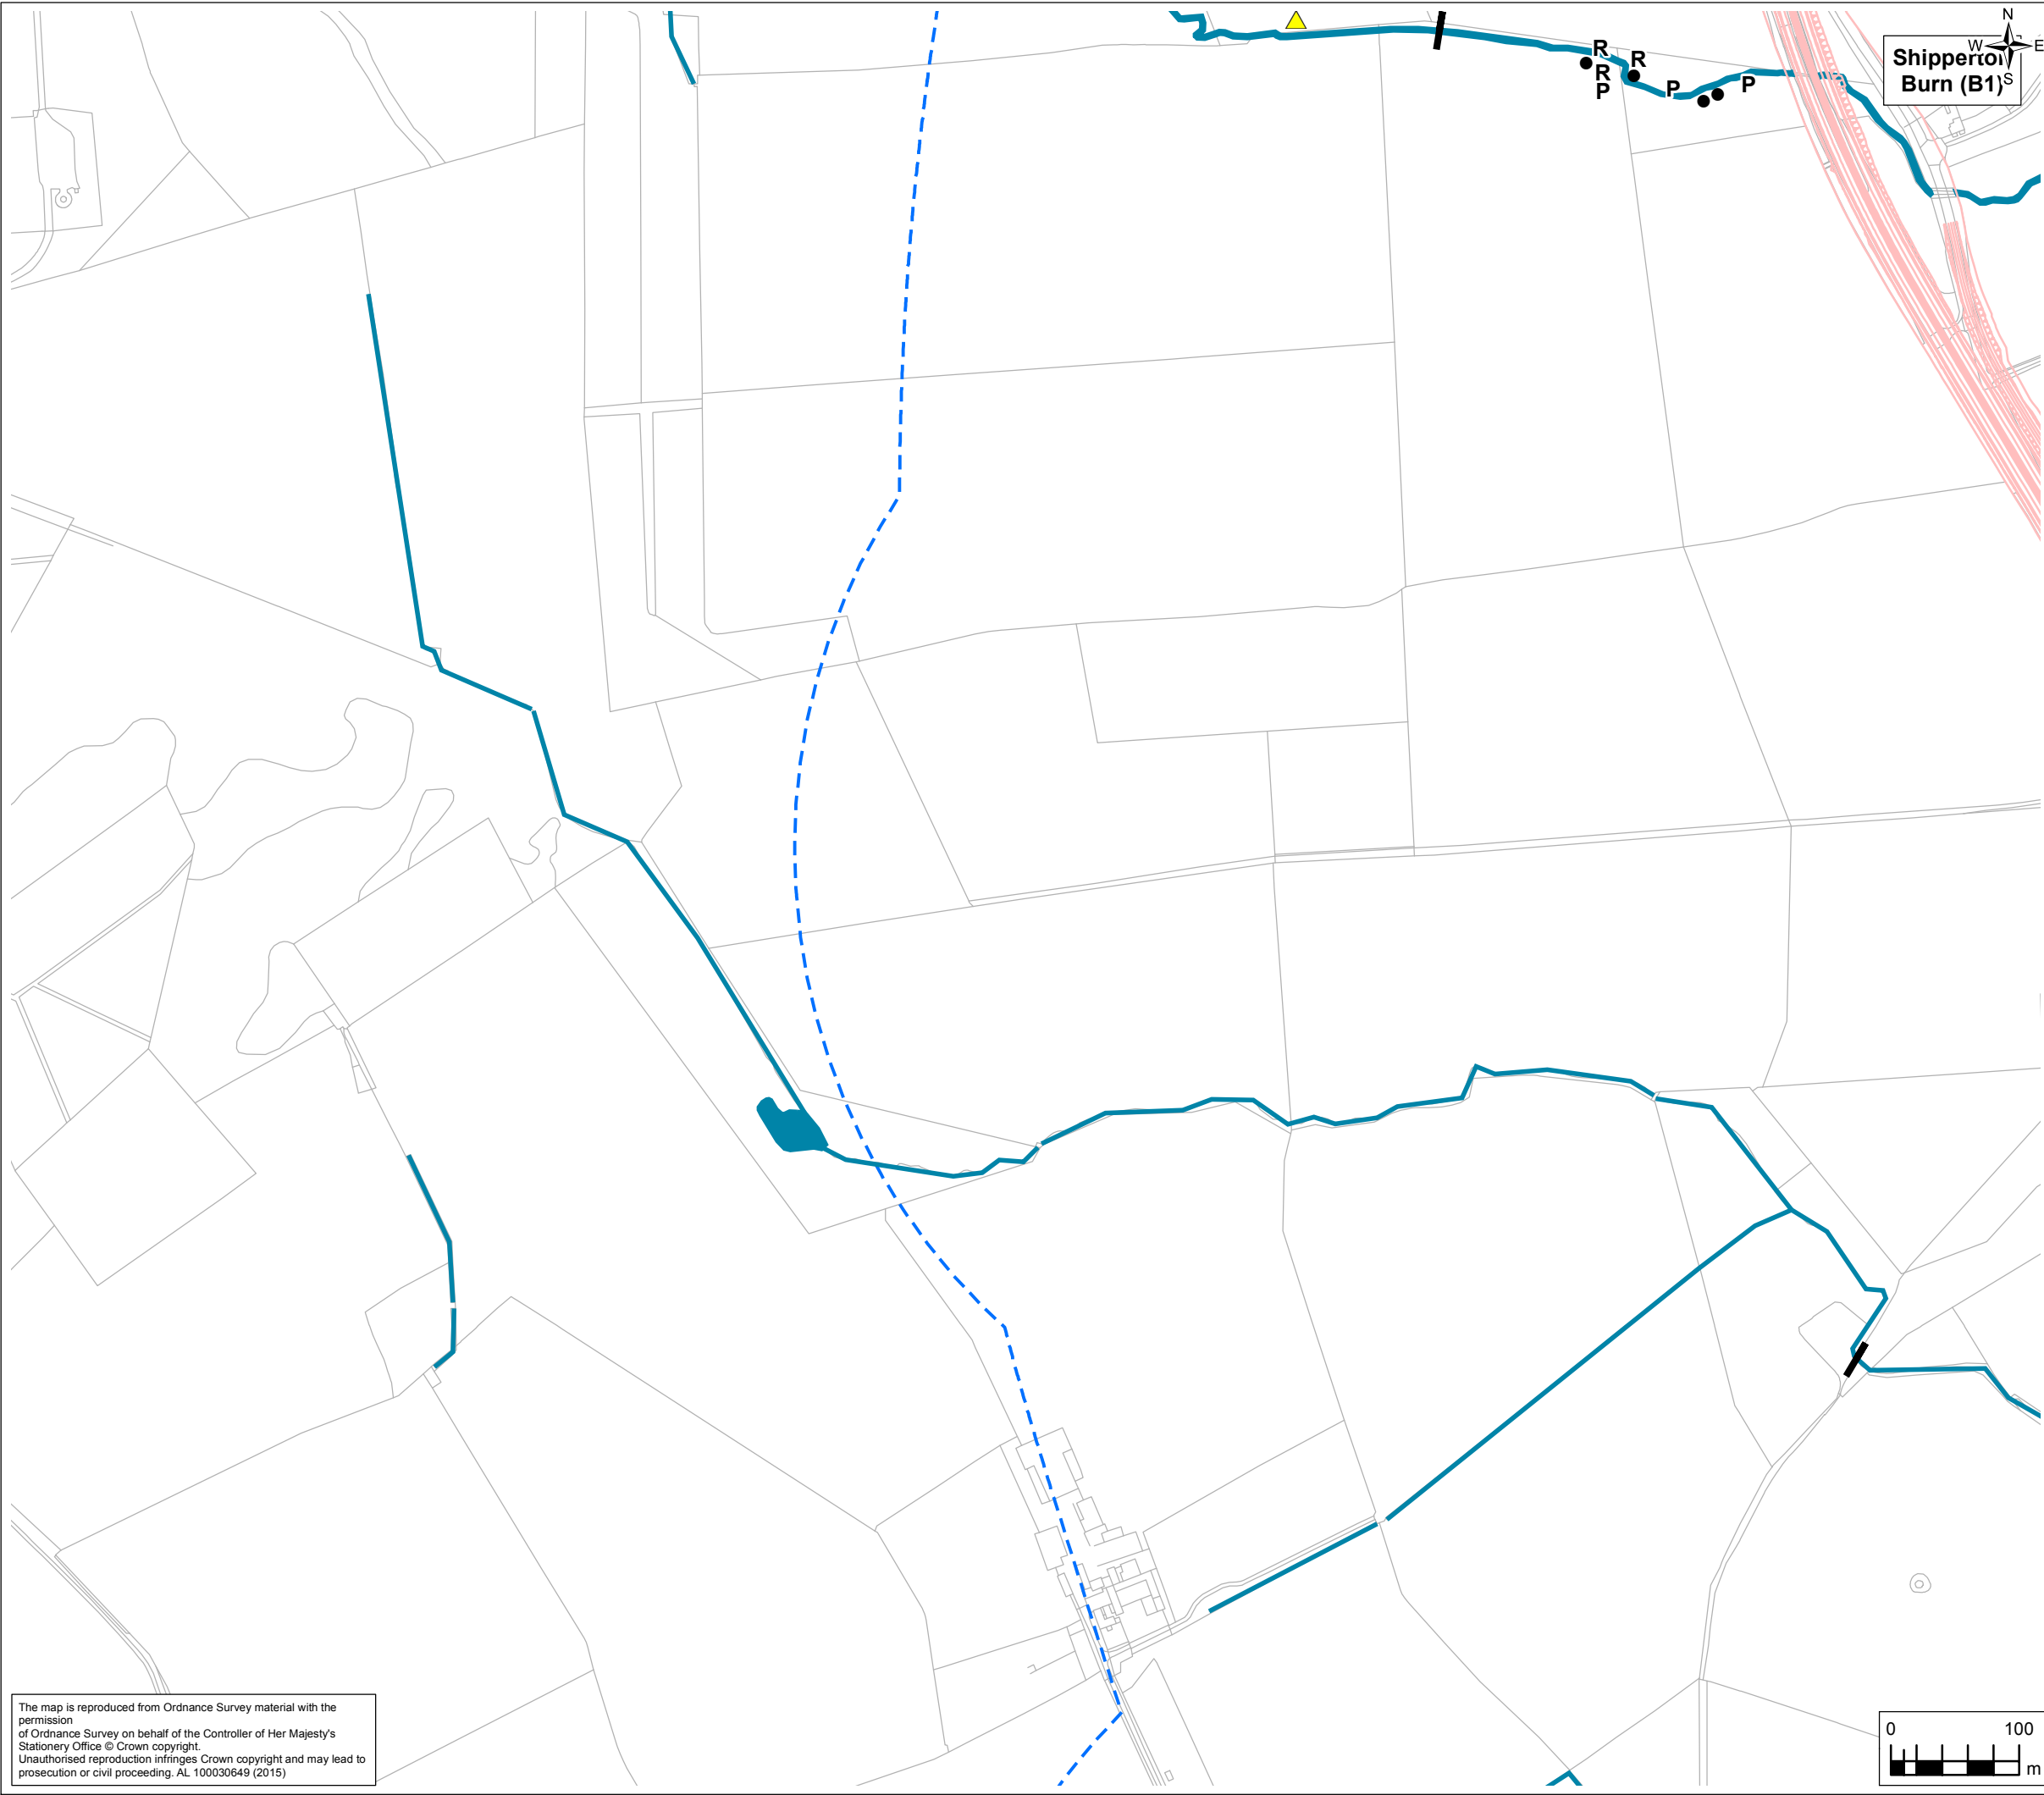 N
W
E
S
Shipperton
Burn (B1)
R
R
R
P
P
P
The map is reproduced from Ordnance Survey material with the
permission
of Ordnance Survey on behalf of the Controller of Her Majesty's
Stationery Office © Crown copyright.
Unauthorised reproduction infringes Crown copyright and may lead to
prosecution or civil proceeding. AL 100030649 (2015)
0 100
m